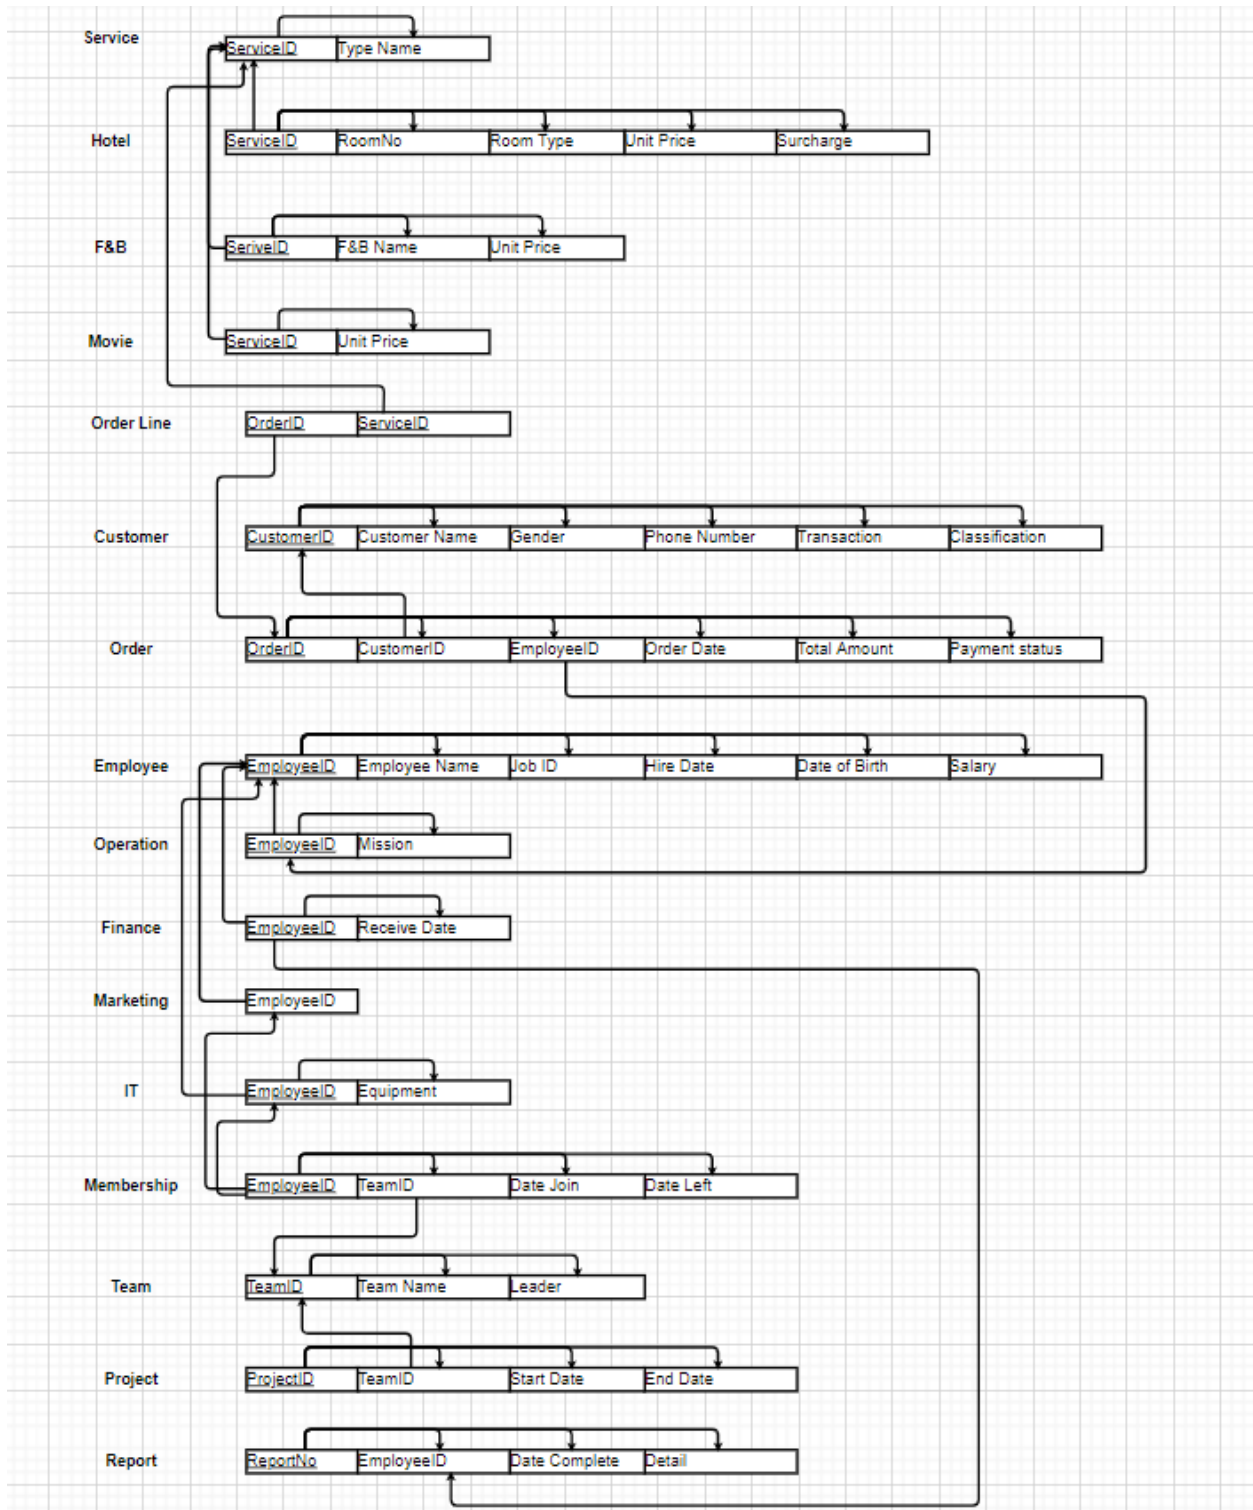 Service
ServiceID Type Name
Hotel
ServiceID RoomNo Room Type Unit Price Surcharge
F&B
SeriveID F&B Name Unit Price
Movie
ServiceID Unit Price
Order Line
OrderID ServiceID
Customer
CustomerID Customer Name Gender Phone Number Transaction Classification
Order
OrderID CustomerID EmployeeID Order Date Total Amount Payment status
Employee
EmployeeID Employee Name Job ID Hire Date Date of Birth Salary
Operation
EmployeeID Mission
Finance
EmployeeID Receive Date
Marketing
EmployeeID
IT
EmployeeID Equipment
Membership
EmployeeID TeamID Date Join Date Left
Team
TeamID Team Name Leader
Project
ProjectID TeamID Start Date End Date
Report
ReportNo EmployeeID Date Complete Detail